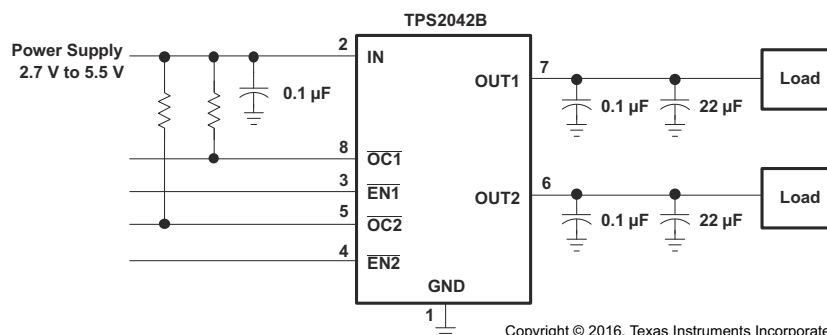 TPS2042B
Power Supply
2.7 V to 5.5 V
2
IN
0.1 µF
OUT1
7
0.1 µF
22 µF
Load
8
OC1
3
EN1
5
OC2
4
EN2
OUT2
6
0.1 µF
22 µF
Load
GND
1
Copyright © 2016, Texas Instruments Incorporate